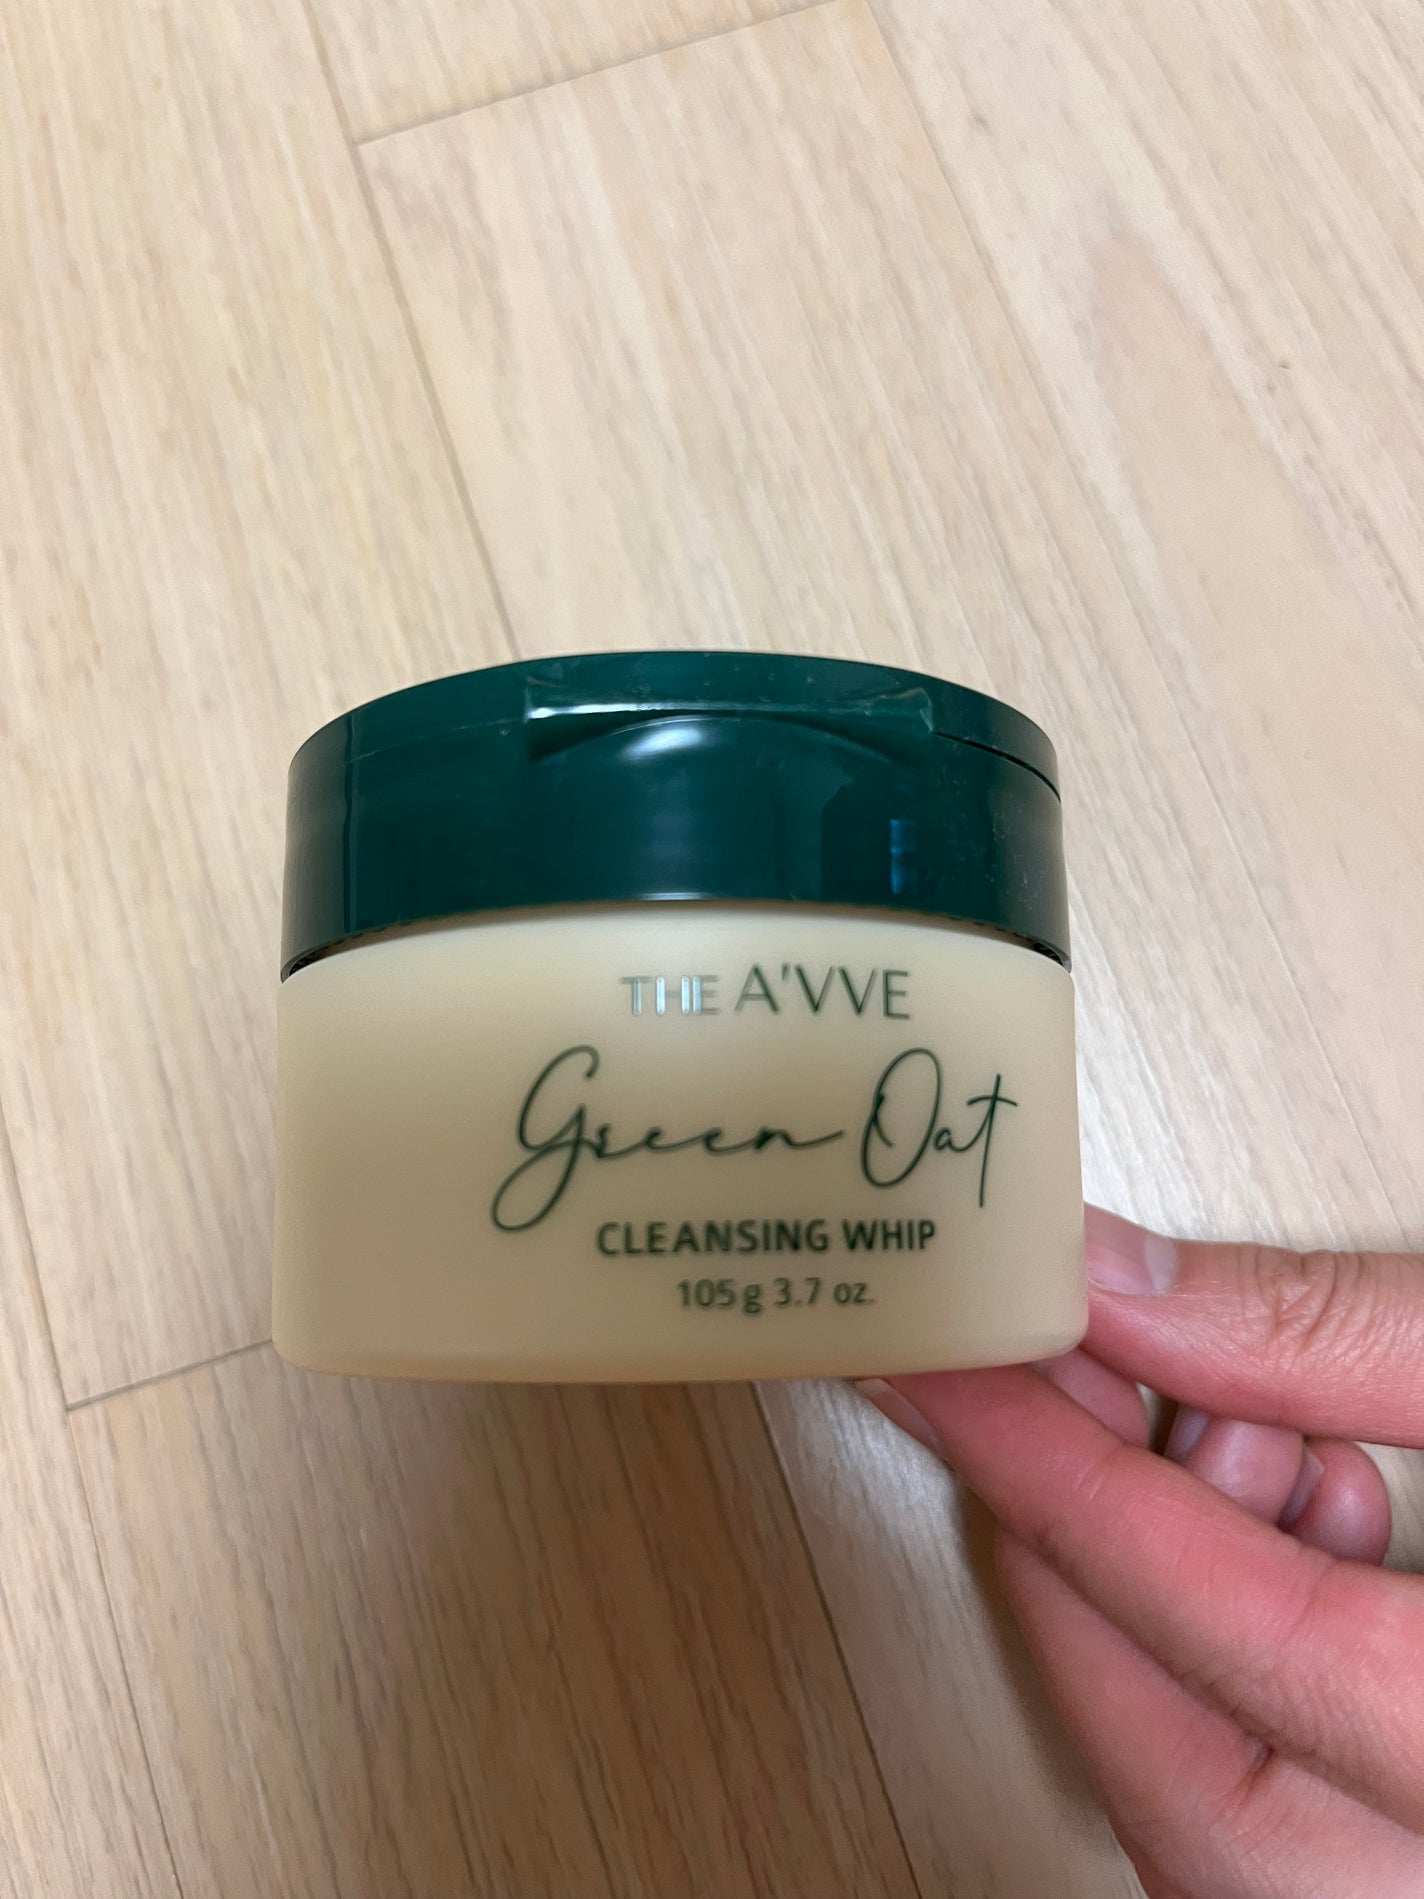 THE A'VVE
Green Oat
CLEANSING WHIP
105g 3.7 oz.